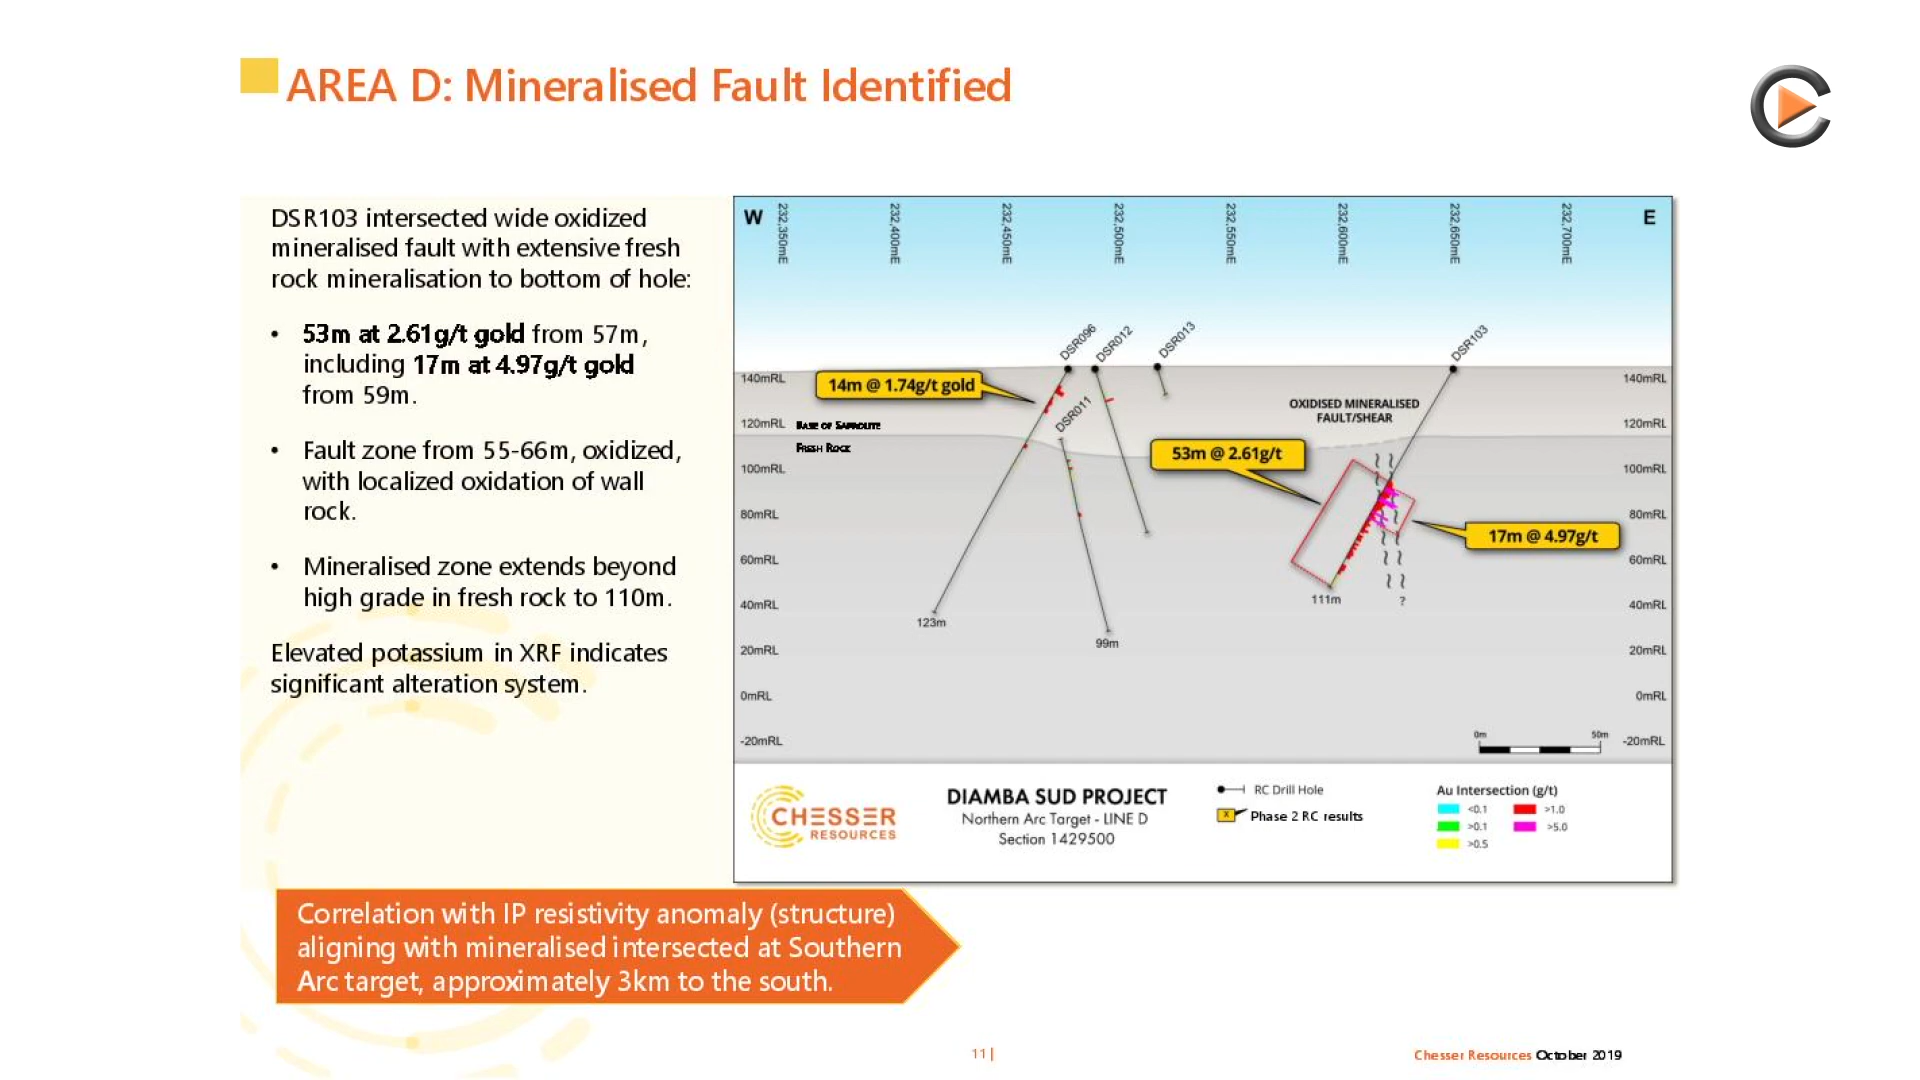 AREA D: Mineralised Fault Identified
DSR103 intersected wide oxidized
mineralised fault with extensive fresh
rock mineralisation to bottom of hole:
• 53m at 2.61g/t gold from 57m,
including 17m at 4.97g/t gold
from 59m.
• Fault zone from 55-66m, oxidized,
with localized oxidation of wall
rock.
• Mineralised zone extends beyond
high grade in fresh rock to 110m.
Elevated potassium in XRF indicates
significant alteration system.
Correlation with IP resistivity anomaly (structure)
aligning with mineralised intersected at Southern
Arc target, approximately 3km to the south.
W
232,350mE
232,400mE
232,450mE
232,500mE
232,550mE
232,600mE
232,650mE
232,700mE
E
DSR096
DSR012
DSR013
DSR103
140mRL
14m @ 1.74g/t gold
140mRL
DSR011
OXIDISED MINERALISED
FAULT/SHEAR
120mRL
BASE OF SAPROLITE
120mRL
FRESH ROCK
53m @ 2.61g/t
100mRL
100mRL
80mRL
80mRL
17m @ 4.97g/t
60mRL
60mRL
111m
?
40mRL
40mRL
123m
99m
20mRL
20mRL
0mRL
0mRL
0m
50m
-20mRL
-20mRL
CHESSER
RESOURCES
DIAMBA SUD PROJECT
Northern Arc Target - LINE D
Section 1429500
RC Drill Hole
X
Phase 2 RC results
Au Intersection (g/t)
<0.1
>1.0
>0.1
>5.0
>0.5
11 |
Chesser Resources October 2019